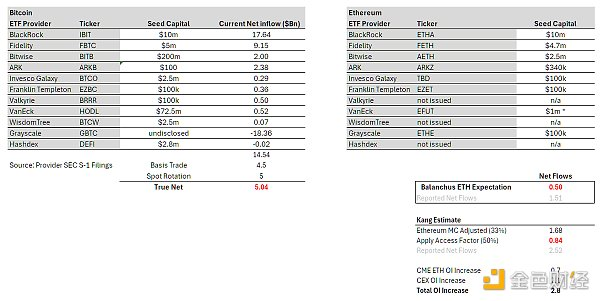 Bitcoin
ETF Provider Ticker Seed Capital Current Net inflow ($Bn)
BlackRock IBIT $10m 17.64
Fidelity FBTC $5m 9.15
Bitwise BITB $200m 2.00
ARK ARKB $100 2.38
Invesco Galaxy BTCO $2.5m 0.29
Franklin Templeton EZBC $100k 0.36
Valkyrie BRRR $100k 0.50
VanEck HODL $72.5m 0.52
WisdomTree BTCW $2.5m 0.07
Grayscale GBTC undisclosed -18.36
Hashdex DEFI $2.8m -0.02
14.54
Source: Provider SEC S-1 Filings Basis Trade 4.5
Spot Rotation 5
True Net 5.04
Ethereum
ETF Provider Ticker Seed Capital
BlackRock ETHA $10m
Fidelity FETH $4.7m
Bitwise AETH $2.5m
ARK ARKZ $340k
Invesco Galaxy TBD $100k
Franklin Templeton EZET $100k
Valkyrie not issued n/a
VanEck EFUT $1m *
WisdomTree not issued n/a
Grayscale ETHE $100k
Hashdex not issued n/a
Net Flows
Balanchus ETH Expectation 0.50
Reported Net Flows 1.51
Kang Estimate
Ethereum MC Adjusted (33%) 1.68
Apply Access Factor (50%) 0.84
Reported Net Flows 2.52
CME ETH OI Increase 0.7
CEX OI Increase
Total OI Increase 2.8
金色财经